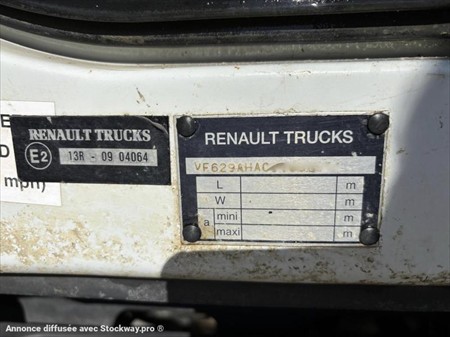 E
D
mph)
RENAULT TRUCKS
E2
13R - 09 04064
RENAULT TRUCKS
VF629AHAC
L m
W m
a mini m
maxi m
Annonce diffusée avec Stockway.pro ®